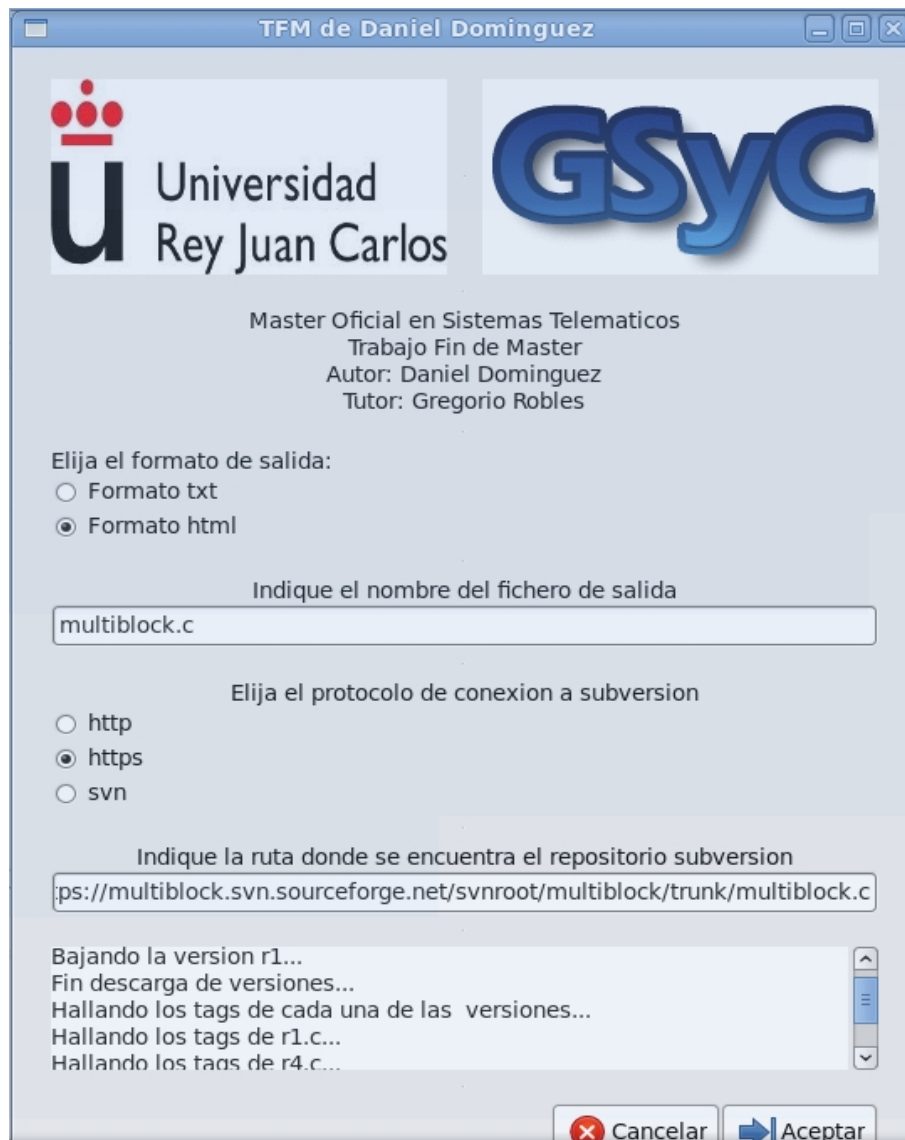 TFM de Daniel Dominguez
Universidad
Rey Juan Carlos
GSyC
Master Oficial en Sistemas Telematicos
Trabajo Fin de Master
Autor: Daniel Dominguez
Tutor: Gregorio Robles
Elija el formato de salida:
Formato txt
Formato html
Indique el nombre del fichero de salida
multiblock.c
Elija el protocolo de conexion a subversion
http
https
svn
Indique la ruta donde se encuentra el repositorio subversion
tps://multiblock.svn.sourceforge.net/svnroot/multiblock/trunk/multiblock.c
Bajando la version r1...
Fin descarga de versiones...
Hallando los tags de cada una de las  versiones...
Hallando los tags de r1.c...
Hallando los tags de r4.c...
Cancelar
Aceptar